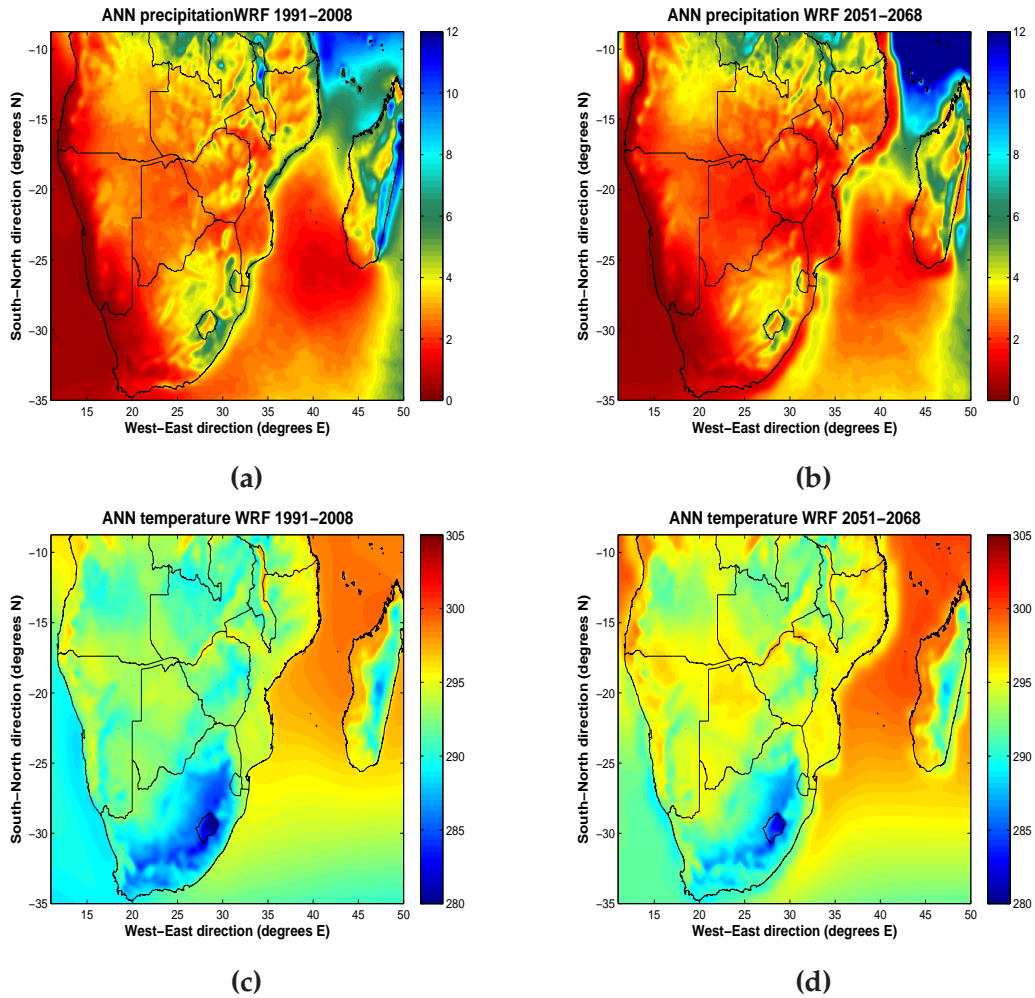 ANN precipitationWRF 1991−2008
South−North direction (degrees N)
−10
−15
−20
−25
−30
−35
15 20 25 30 35 40 45 50
West−East direction (degrees E)
12
10
8
6
4
2
0
(a)
ANN precipitation WRF 2051−2068
South−North direction (degrees N)
−10
−15
−20
−25
−30
−35
15 20 25 30 35 40 45 50
West−East direction (degrees E)
12
10
8
6
4
2
0
(b)
ANN temperature WRF 1991−2008
South−North direction (degrees N)
−10
−15
−20
−25
−30
−35
15 20 25 30 35 40 45 50
West−East direction (degrees E)
305
300
295
290
285
280
(c)
ANN temperature WRF 2051−2068
South−North direction (degrees N)
−10
−15
−20
−25
−30
−35
15 20 25 30 35 40 45 50
West−East direction (degrees E)
305
300
295
290
285
280
(d)